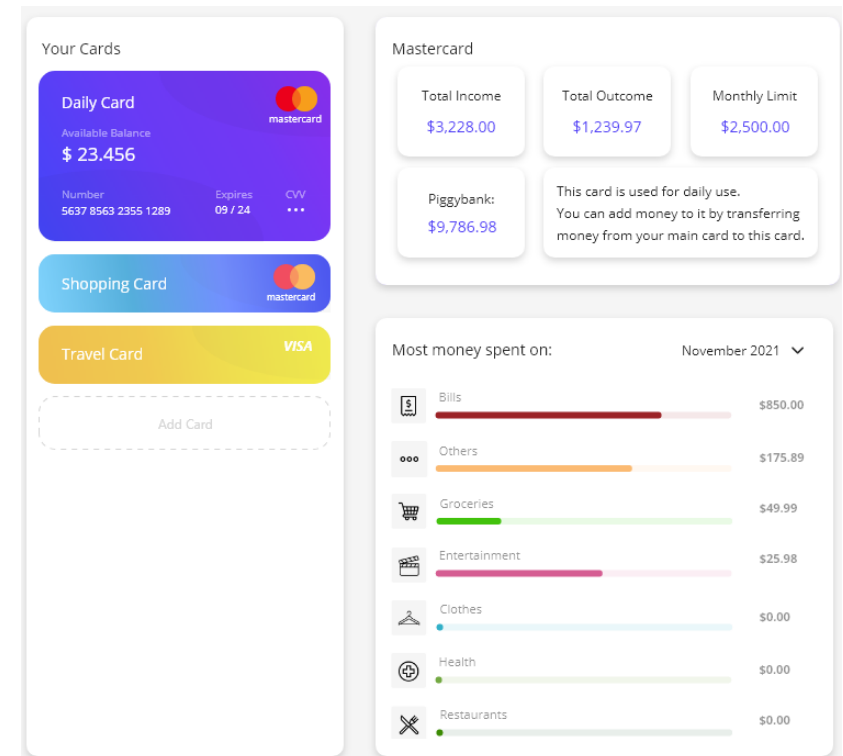 Your Cards
Daily Card
mastercard
Available Balance
$ 23.456
Number Expires CVV
5637 8563 2355 1289 09 / 24 •••
Shopping Card
mastercard
Travel Card
VISA
Add Card
Mastercard
Total Income
$3,228.00
Total Outcome
$1,239.97
Monthly Limit
$2,500.00
Piggybank:
$9,786.98
This card is used for daily use.
You can add money to it by transferring
money from your main card to this card.
Most money spent on:
November 2021
Bills
$850.00
Others
$175.89
Groceries
$49.99
Entertainment
$25.98
Clothes
$0.00
Health
$0.00
Restaurants
$0.00